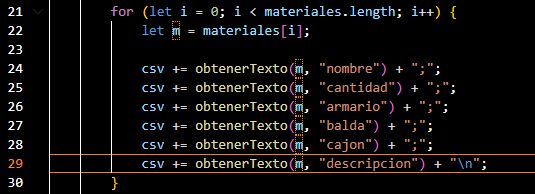 21 for (let i = 0; i < materiales.length; i++) {
22 let m = materiales[i];
23
24 csv += obtenerTexto(m, "nombre") + ";";
25 csv += obtenerTexto(m, "cantidad") + ";";
26 csv += obtenerTexto(m, "armario") + ";";
27 csv += obtenerTexto(m, "balda") + ";";
28 csv += obtenerTexto(m, "cajon") + ";";
29 csv += obtenerTexto(m, "descripcion") + "\n";
30 }